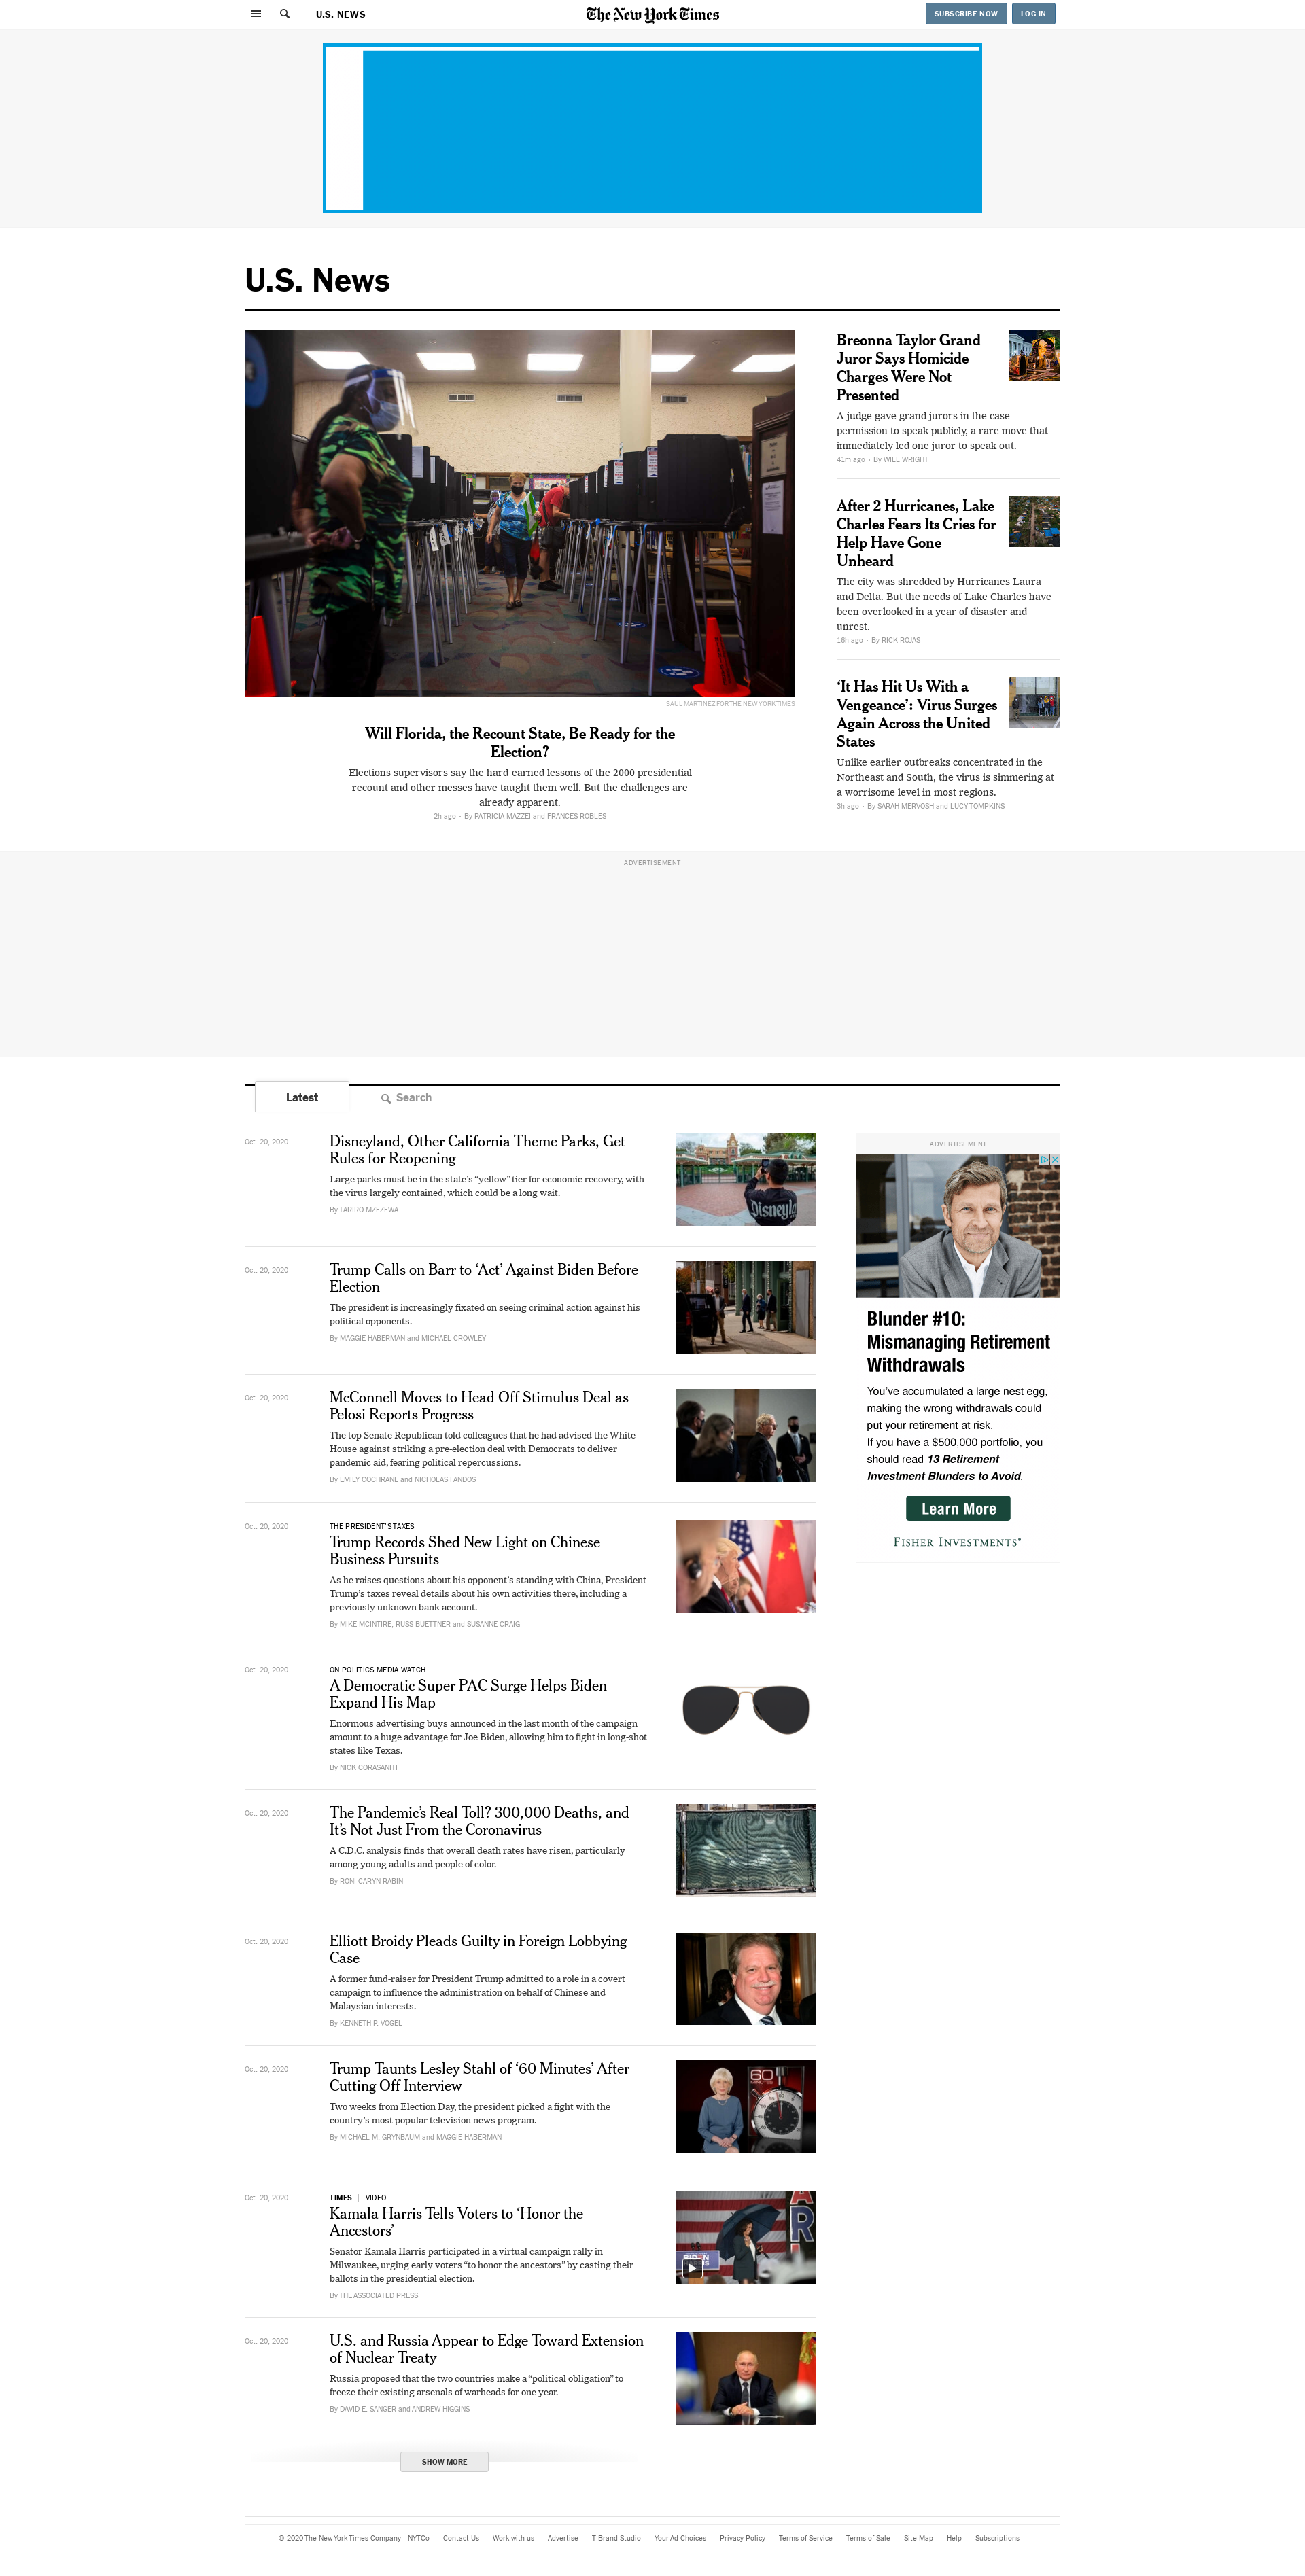 U.S. NEWS
The New York Times
SUBSCRIBE NOW
LOG IN
U.S. News
SAUL MARTINEZ FOR THE NEW YORK TIMES
Will Florida, the Recount State, Be Ready for the
Election?
Elections supervisors say the hard-earned lessons of the 2000 presidential
recount and other messes have taught them well. But the challenges are
already apparent.
2h ago • By PATRICIA MAZZEI and FRANCES ROBLES
Breonna Taylor Grand
Juror Says Homicide
Charges Were Not
Presented
A judge gave grand jurors in the case
permission to speak publicly, a rare move that
immediately led one juror to speak out.
41m ago • By WILL WRIGHT
After 2 Hurricanes, Lake
Charles Fears Its Cries for
Help Have Gone
Unheard
The city was shredded by Hurricanes Laura
and Delta. But the needs of Lake Charles have
been overlooked in a year of disaster and
unrest.
16h ago • By RICK ROJAS
‘It Has Hit Us With a
Vengeance’: Virus Surges
Again Across the United
States
Unlike earlier outbreaks concentrated in the
Northeast and South, the virus is simmering at
a worrisome level in most regions.
3h ago • By SARAH MERVOSH and LUCY TOMPKINS
ADVERTISEMENT
Latest
Search
Oct. 20, 2020
Disneyland, Other California Theme Parks, Get
Rules for Reopening
Large parks must be in the state’s “yellow” tier for economic recovery, with
the virus largely contained, which could be a long wait.
By TARIRO MZEZEWA
Disneyla
Oct. 20, 2020
Trump Calls on Barr to ‘Act’ Against Biden Before
Election
The president is increasingly fixated on seeing criminal action against his
political opponents.
By MAGGIE HABERMAN and MICHAEL CROWLEY
Oct. 20, 2020
McConnell Moves to Head Off Stimulus Deal as
Pelosi Reports Progress
The top Senate Republican told colleagues that he had advised the White
House against striking a pre-election deal with Democrats to deliver
pandemic aid, fearing political repercussions.
By EMILY COCHRANE and NICHOLAS FANDOS
Oct. 20, 2020
THE PRESIDENT'S TAXES
Trump Records Shed New Light on Chinese
Business Pursuits
As he raises questions about his opponent’s standing with China, President
Trump’s taxes reveal details about his own activities there, including a
previously unknown bank account.
By MIKE MCINTIRE, RUSS BUETTNER and SUSANNE CRAIG
Oct. 20, 2020
ON POLITICS MEDIA WATCH
A Democratic Super PAC Surge Helps Biden
Expand His Map
Enormous advertising buys announced in the last month of the campaign
amount to a huge advantage for Joe Biden, allowing him to fight in long-shot
states like Texas.
By NICK CORASANITI
Oct. 20, 2020
The Pandemic’s Real Toll? 300,000 Deaths, and
It’s Not Just From the Coronavirus
A C.D.C. analysis finds that overall death rates have risen, particularly
among young adults and people of color.
By RONI CARYN RABIN
Oct. 20, 2020
Elliott Broidy Pleads Guilty in Foreign Lobbying
Case
A former fund-raiser for President Trump admitted to a role in a covert
campaign to influence the administration on behalf of Chinese and
Malaysian interests.
By KENNETH P. VOGEL
Oct. 20, 2020
Trump Taunts Lesley Stahl of ‘60 Minutes’ After
Cutting Off Interview
Two weeks from Election Day, the president picked a fight with the
country’s most popular television news program.
By MICHAEL M. GRYNBAUM and MAGGIE HABERMAN
60
MINUTES
Oct. 20, 2020
TIMES | VIDEO
Kamala Harris Tells Voters to ‘Honor the
Ancestors’
Senator Kamala Harris participated in a virtual campaign rally in
Milwaukee, urging early voters “to honor the ancestors” by casting their
ballots in the presidential election.
By THE ASSOCIATED PRESS
Oct. 20, 2020
U.S. and Russia Appear to Edge Toward Extension
of Nuclear Treaty
Russia proposed that the two countries make a “political obligation” to
freeze their existing arsenals of warheads for one year.
By DAVID E. SANGER and ANDREW HIGGINS
SHOW MORE
ADVERTISEMENT
Blunder #10:
Mismanaging Retirement
Withdrawals
You’ve accumulated a large nest egg,
making the wrong withdrawals could
put your retirement at risk.
If you have a $500,000 portfolio, you
should read 13 Retirement
Investment Blunders to Avoid.
Learn More
FISHER INVESTMENTS®
© 2020 The New York Times Company NYTCo Contact Us Work with us Advertise T Brand Studio Your Ad Choices Privacy Policy Terms of Service Terms of Sale Site Map Help Subscriptions